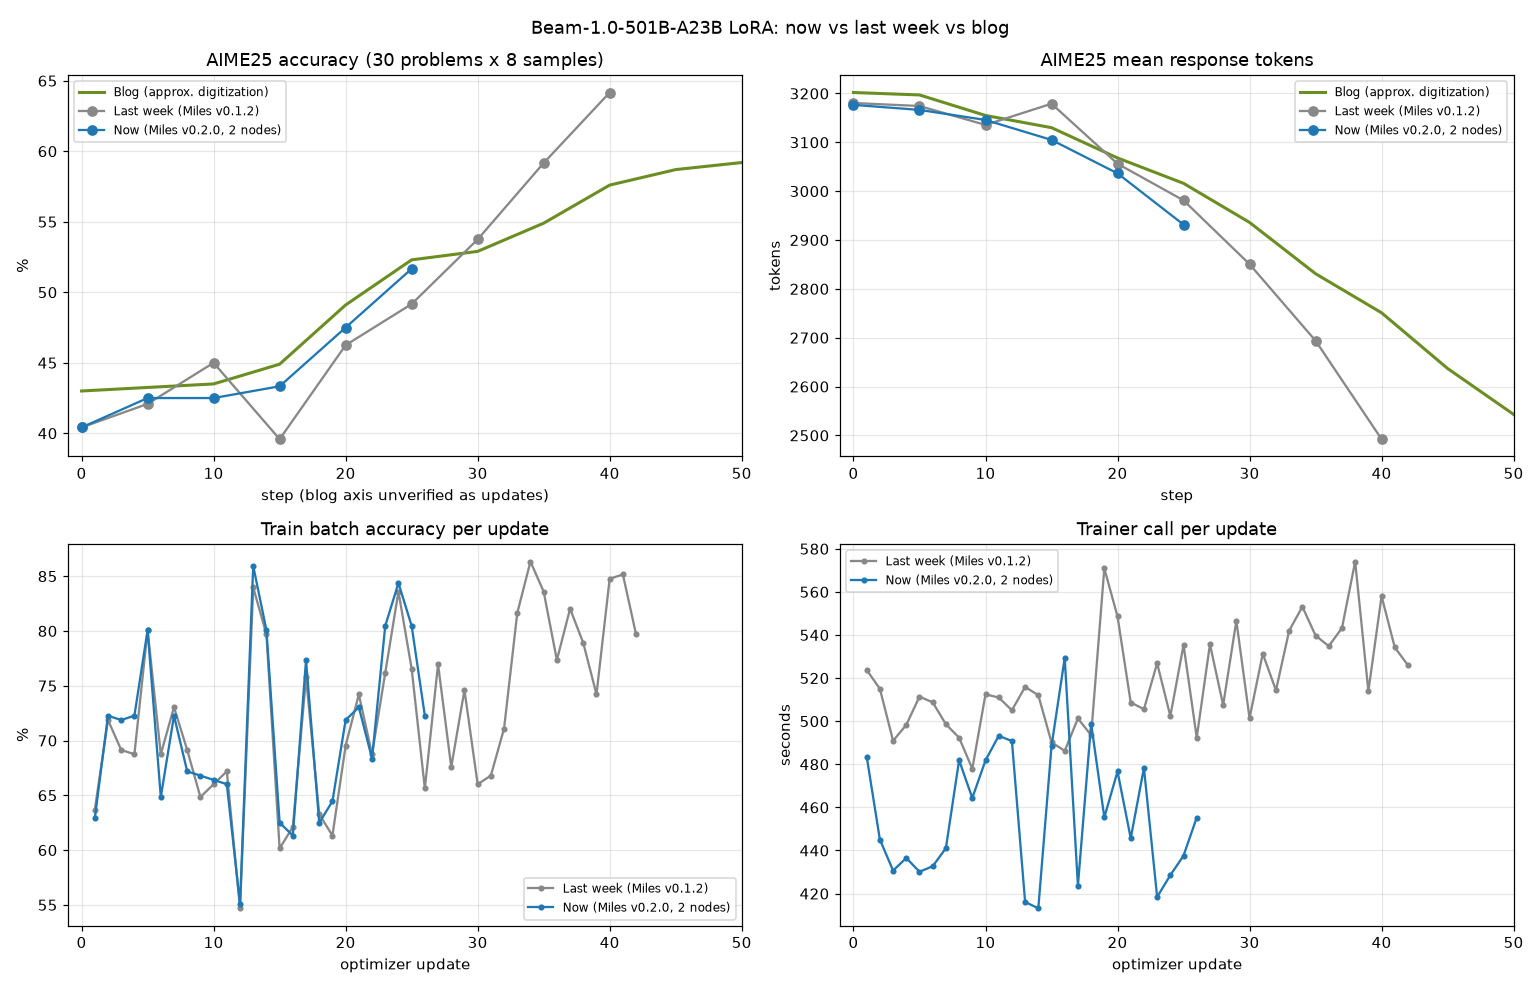 Beam-1.0-501B-A23B LoRA: now vs last week vs blog
AIME25 accuracy (30 problems x 8 samples)
65
60
55
50
45
40
%
Blog (approx. digitization)
Last week (Miles v0.1.2)
Now (Miles v0.2.0, 2 nodes)
0 10 20 30 40 50
step (blog axis unverified as updates)
AIME25 mean response tokens
3200
3100
3000
2900
2800
2700
2600
2500
tokens
Blog (approx. digitization)
Last week (Miles v0.1.2)
Now (Miles v0.2.0, 2 nodes)
0 10 20 30 40 50
step
Train batch accuracy per update
85
80
75
70
65
60
55
%
Last week (Miles v0.1.2)
Now (Miles v0.2.0, 2 nodes)
0 10 20 30 40 50
optimizer update
Trainer call per update
580
560
540
520
500
480
460
440
420
seconds
Last week (Miles v0.1.2)
Now (Miles v0.2.0, 2 nodes)
0 10 20 30 40 50
optimizer update